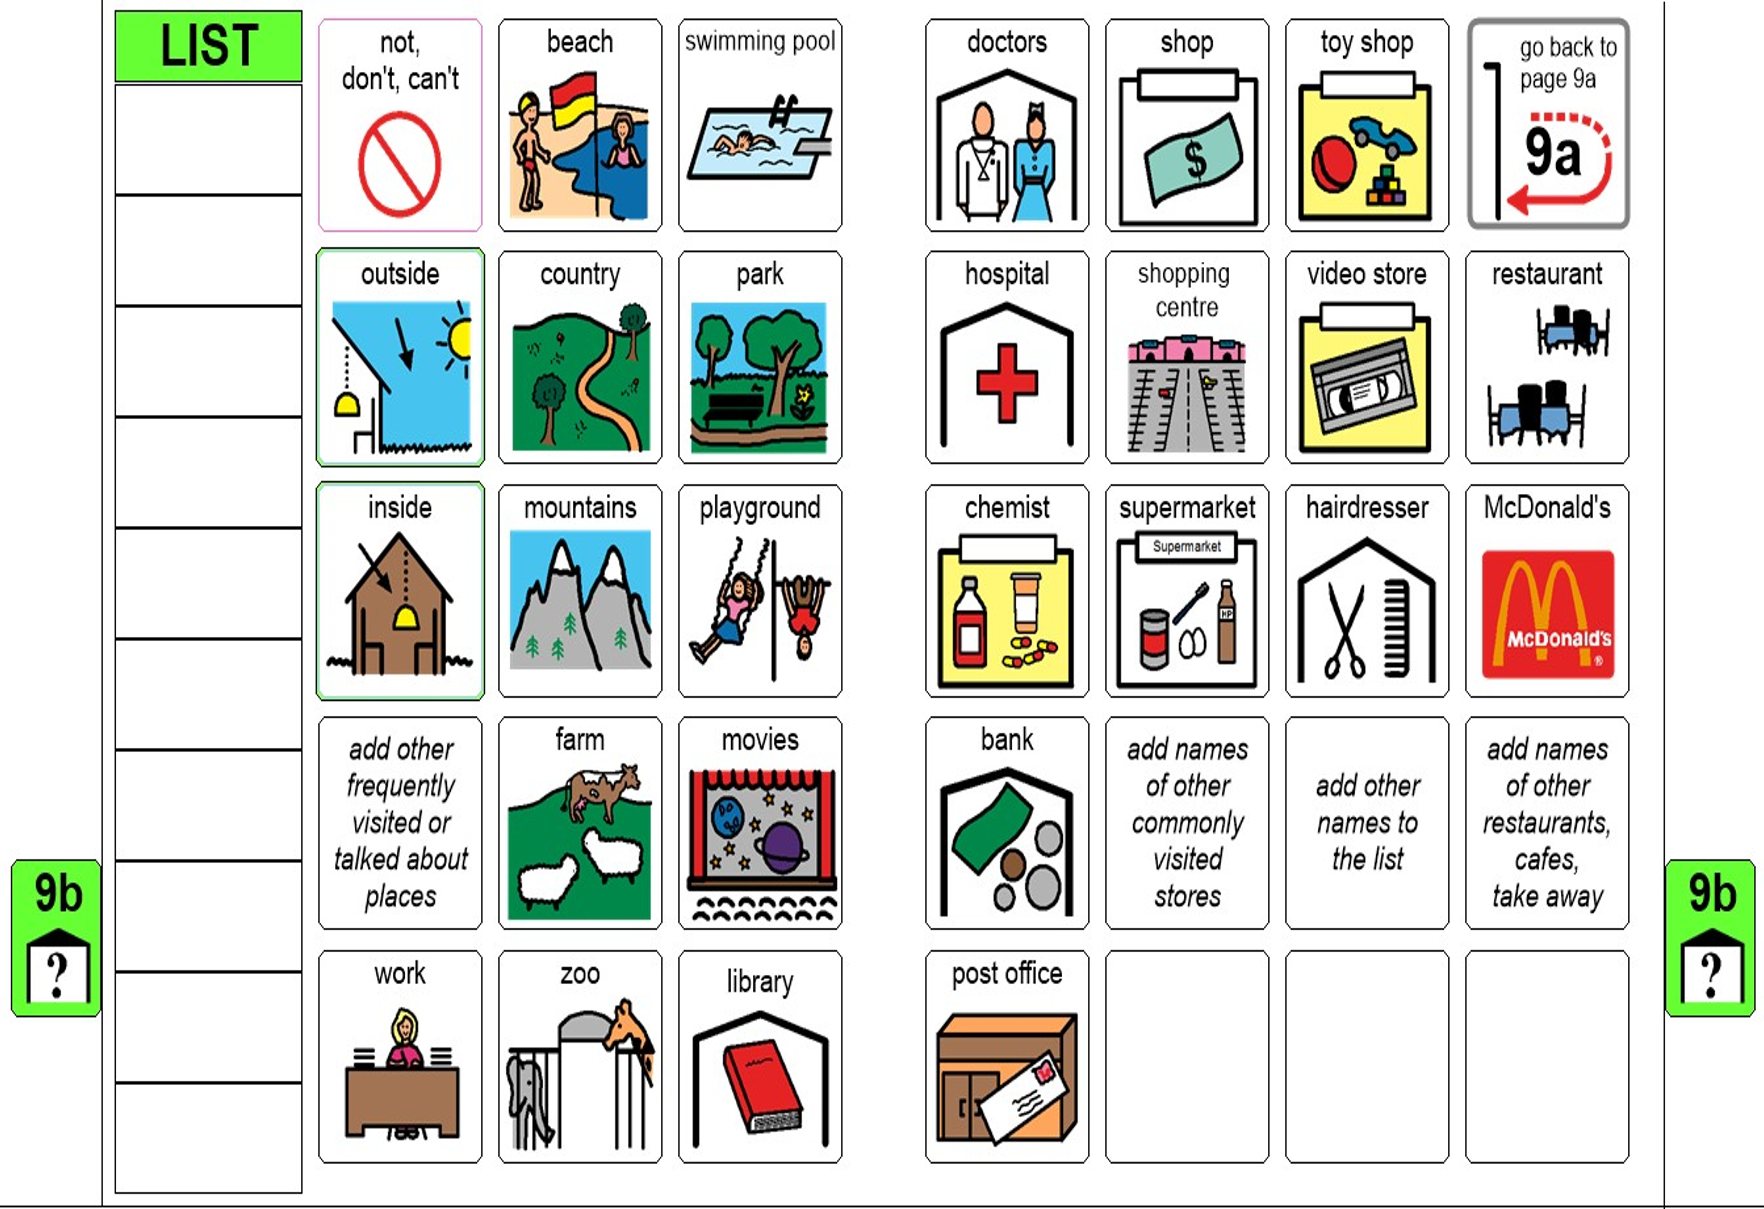 LIST
not,
don't, can't
beach
swimming pool
doctors
shop
$
toy shop
go back to
page 9a
9a
outside
country
park
hospital
shopping
centre
video store
restaurant
inside
mountains
playground
chemist
supermarket
Supermarket
HP
hairdresser
McDonald's
McDonald's
®
add other
frequently
visited or
talked about
places
farm
movies
bank
add names
of other
commonly
visited
stores
add other
names to
the list
add names
of other
restaurants,
cafes,
take away
9b
?
9b
?
work
zoo
library
post office